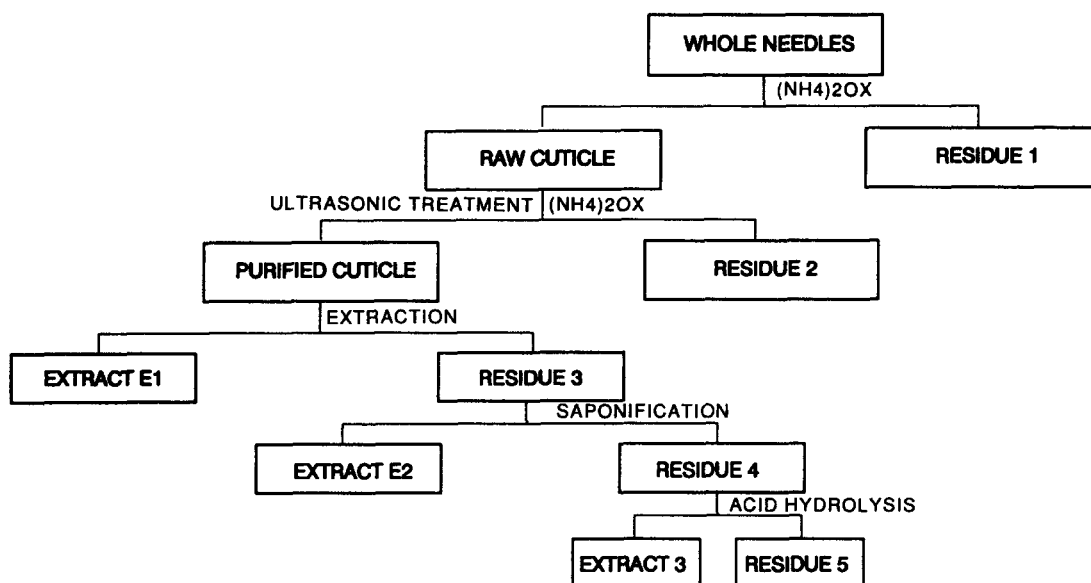 WHOLE NEEDLES
(NH4)2OX
RAW CUTICLE
RESIDUE 1
ULTRASONIC TREATMENT (NH4)2OX
PURIFIED CUTICLE
RESIDUE 2
EXTRACTION
EXTRACT E1
RESIDUE 3
SAPONIFICATION
EXTRACT E2
RESIDUE 4
ACID HYDROLYSIS
EXTRACT 3
RESIDUE 5